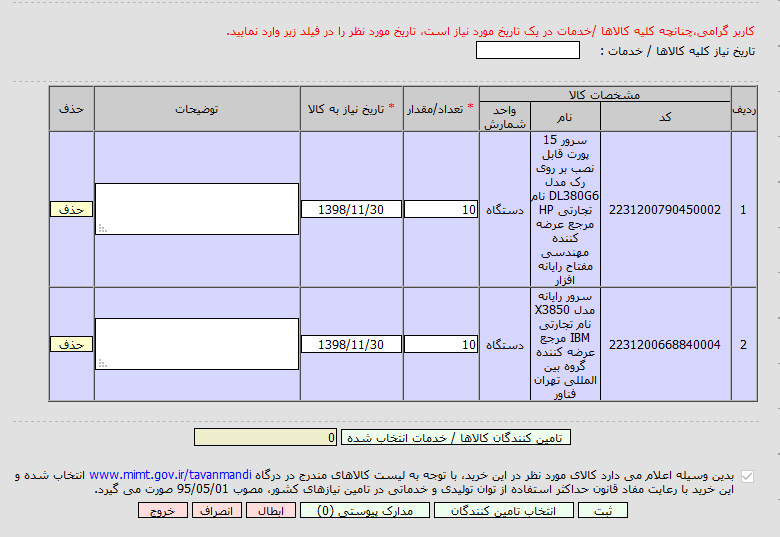 کاربر گرامی،چنانچه کلیه کالاها /خدمات در یک تاریخ مورد نیاز است، تاریخ مورد نظر را در فیلد زیر وارد نمایید.
تاریخ نیاز کلیه کالاها / خدمات :
ردیف
مشخصات کالا
* تعداد/مقدار
* تاریخ نیاز به کالا
توضیحات
حذف
کد
نام
واحد
شمارش
1
2231200790450002
سرور 15
پورت قابل
نصب بر روی
رک مدل
DL380G6 نام
تجارتی HP
مرجع عرضه
کننده
مهندسی
مفتاح رایانه
افزار
دستگاه
10
1398/11/30
حذف
2
2231200668840004
سرور رایانه
مدل X3850
نام تجارتی
IBM مرجع
عرضه کننده
گروه بین
المللی تهران
فناور
دستگاه
10
1398/11/30
حذف
تامین کنندگان کالاها / خدمات انتخاب شده
0
بدین وسیله اعلام می دارد کالای مورد نظر در این خرید، با توجه به لیست کالاهای مندرج در درگاه www.mimt.gov.ir/tavanmandi انتخاب شده و
این خرید با رعایت مفاد قانون حداکثر استفاده از توان تولیدی و خدماتی در تامین نیازهای کشور، مصوب 95/05/01 صورت می گیرد.
ثبت
انتخاب تامین کنندگان
مدارک پیوستی (0)
ابطال
انصراف
خروج